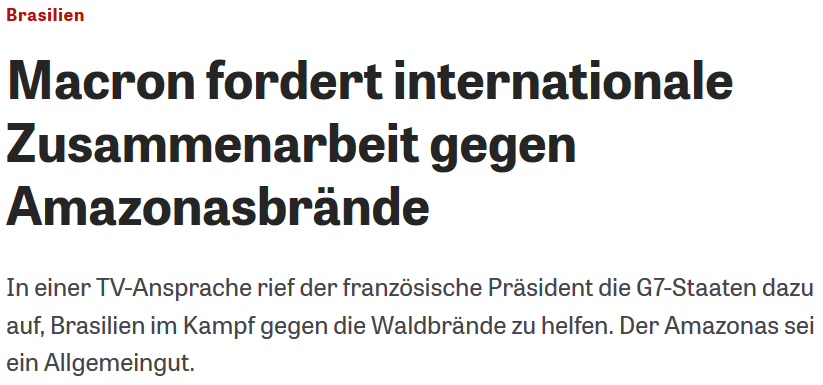 Brasilien
Macron fordert internationale
Zusammenarbeit gegen
Amazonasbrände
In einer TV-Ansprache rief der französische Präsident die G7-Staaten dazu
auf, Brasilien im Kampf gegen die Waldbrände zu helfen. Der Amazonas sei
ein Allgemeingut.